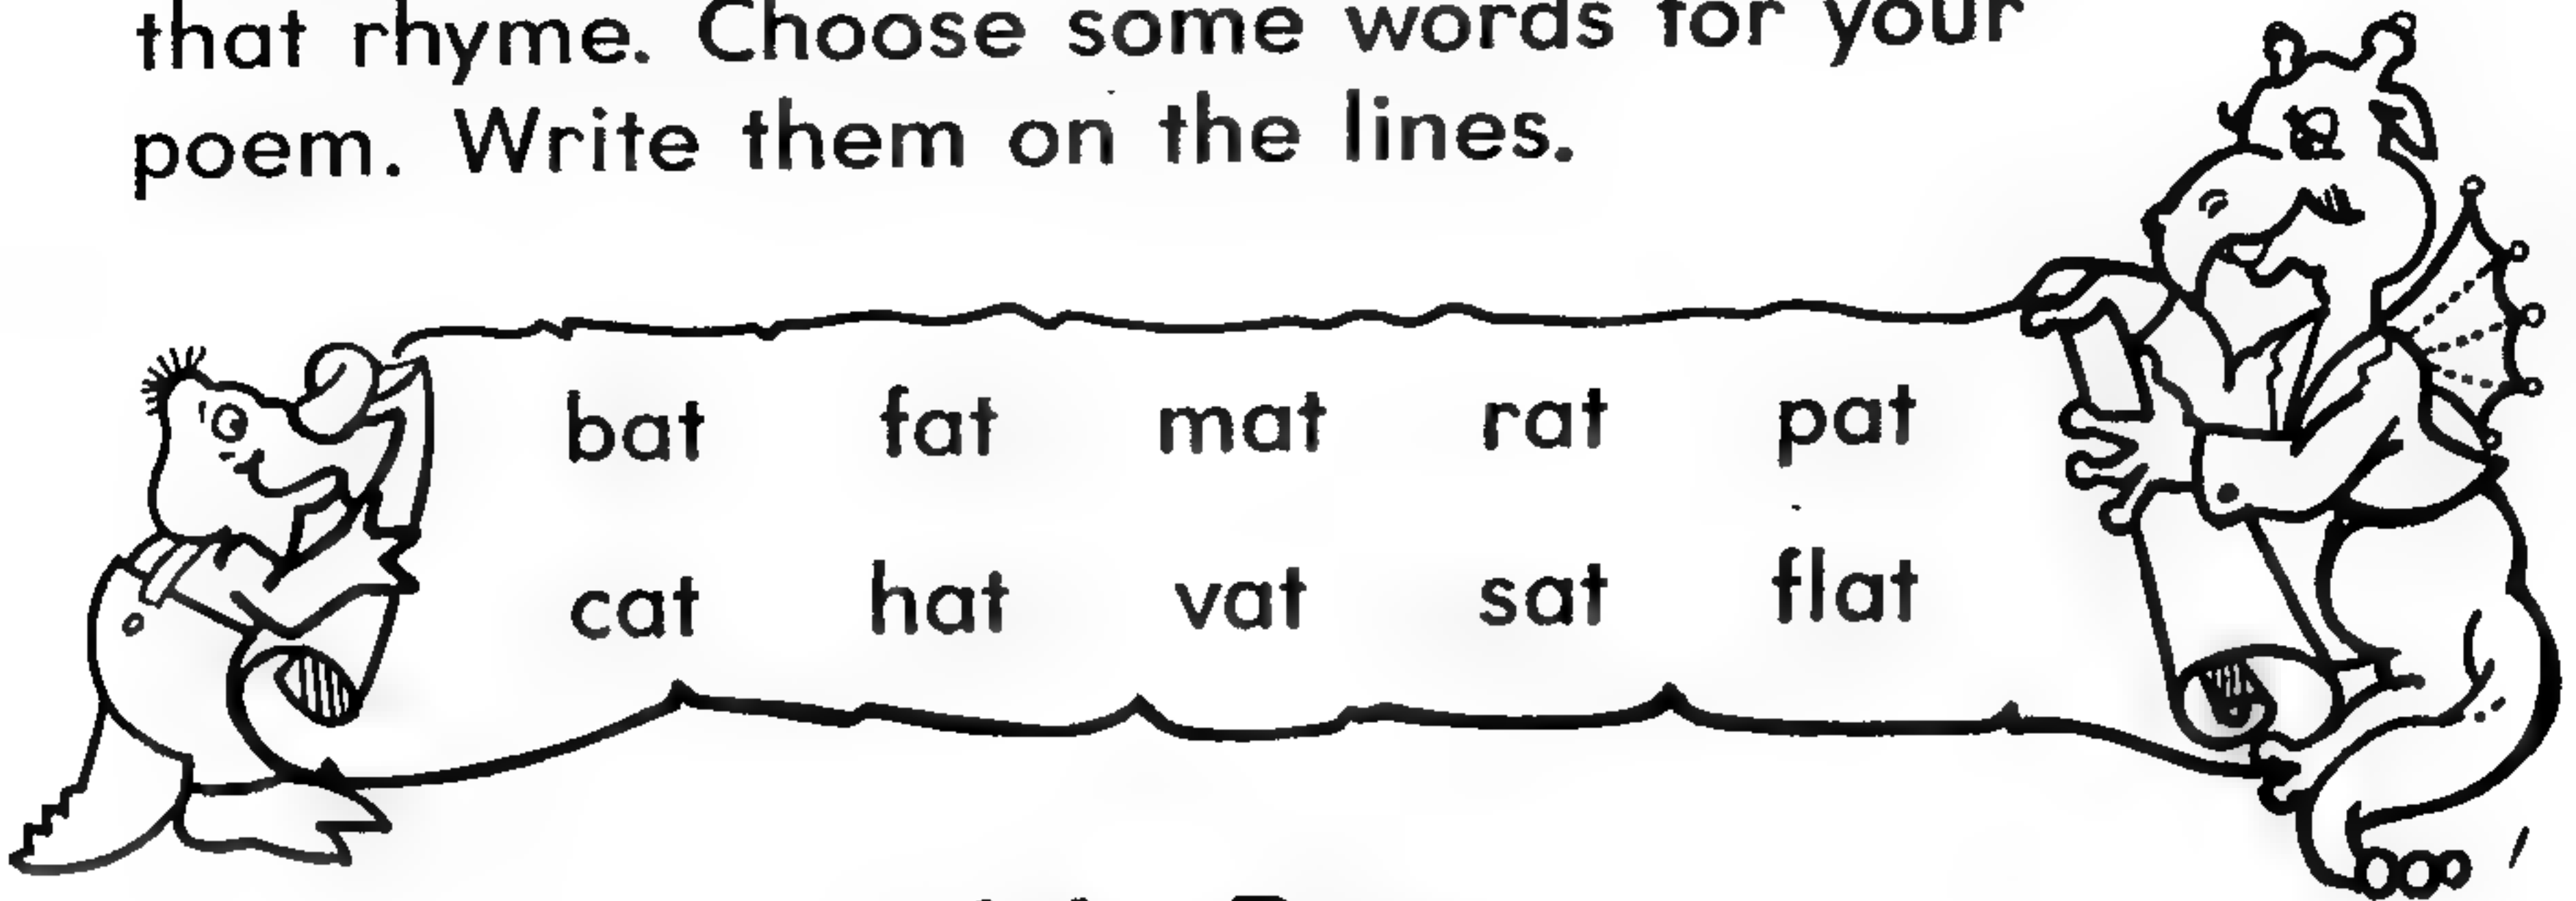 that rhyme. Choose some words for your
poem. Write them on the lines.
bat fat mat rat pat
cat hat vat sat flat